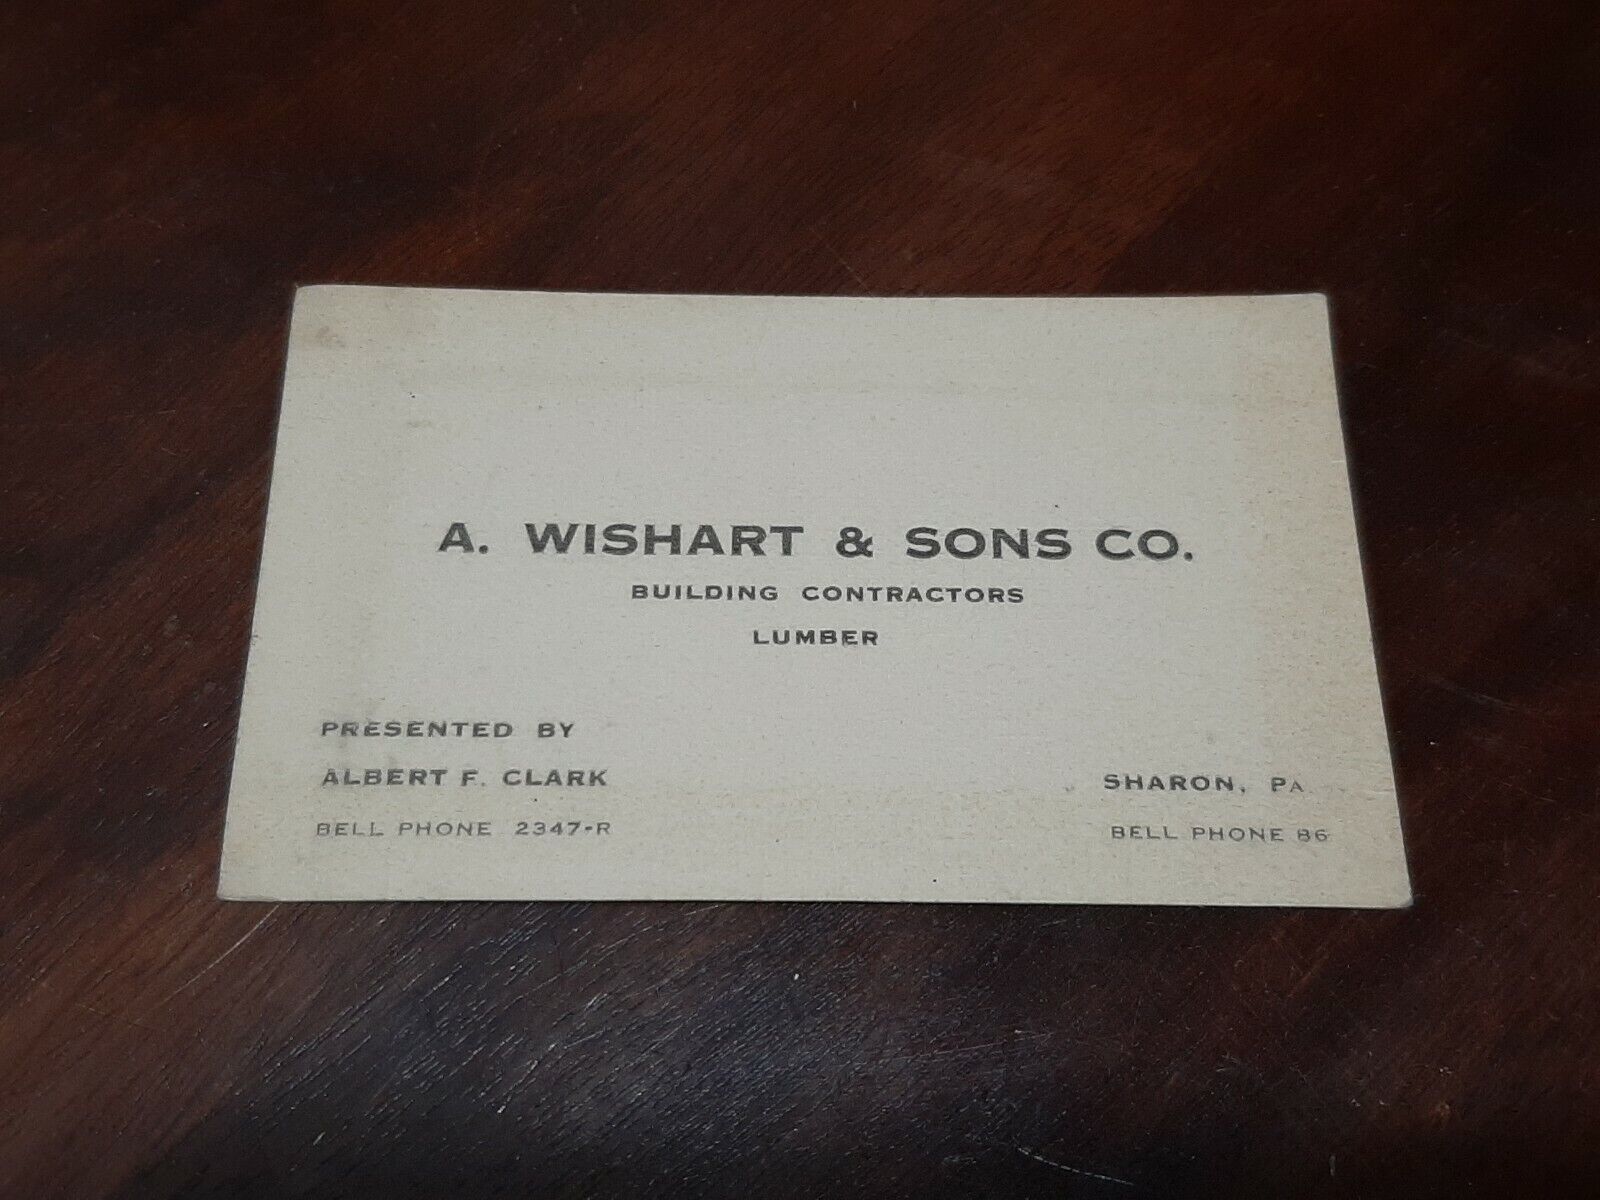 A. WISHART & SONS CO.
BUILDING CONTRACTORS
LUMBER
PRESENTED BY
ALBERT F. CLARK
BELL PHONE 2347-R
SHARON, PA
BELL PHONE 86